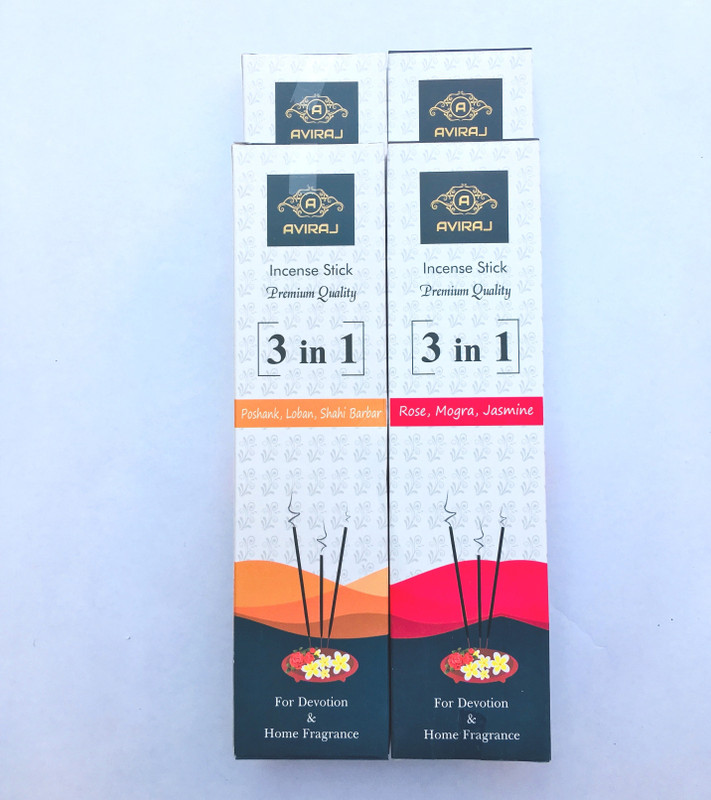 A
AVIRAJ
A
AVIRAJ
A
AVIRAJ
Incense Stick
Premium Quality
3 in 1
Poshank, Loban, Shahi Barbar
For Devotion
&
Home Fragrance
A
AVIRAJ
Incense Stick
Premium Quality
3 in 1
Rose, Mogra, Jasmine
For Devotion
&
Home Fragrance